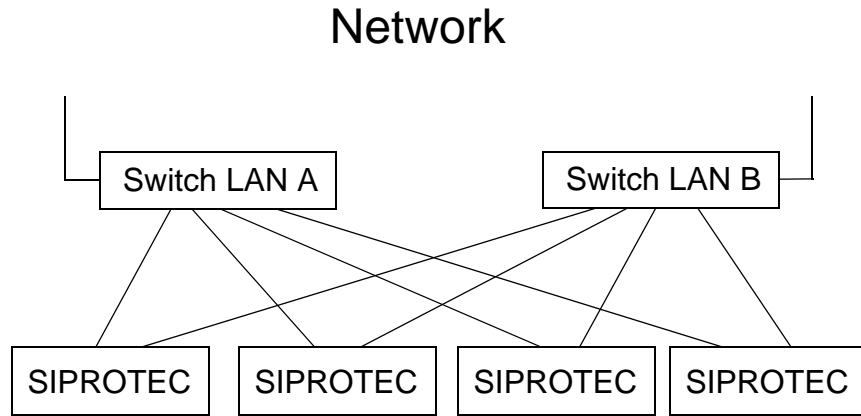 Network
Switch LAN A
Switch LAN B
SIPROTEC
SIPROTEC
SIPROTEC
SIPROTEC